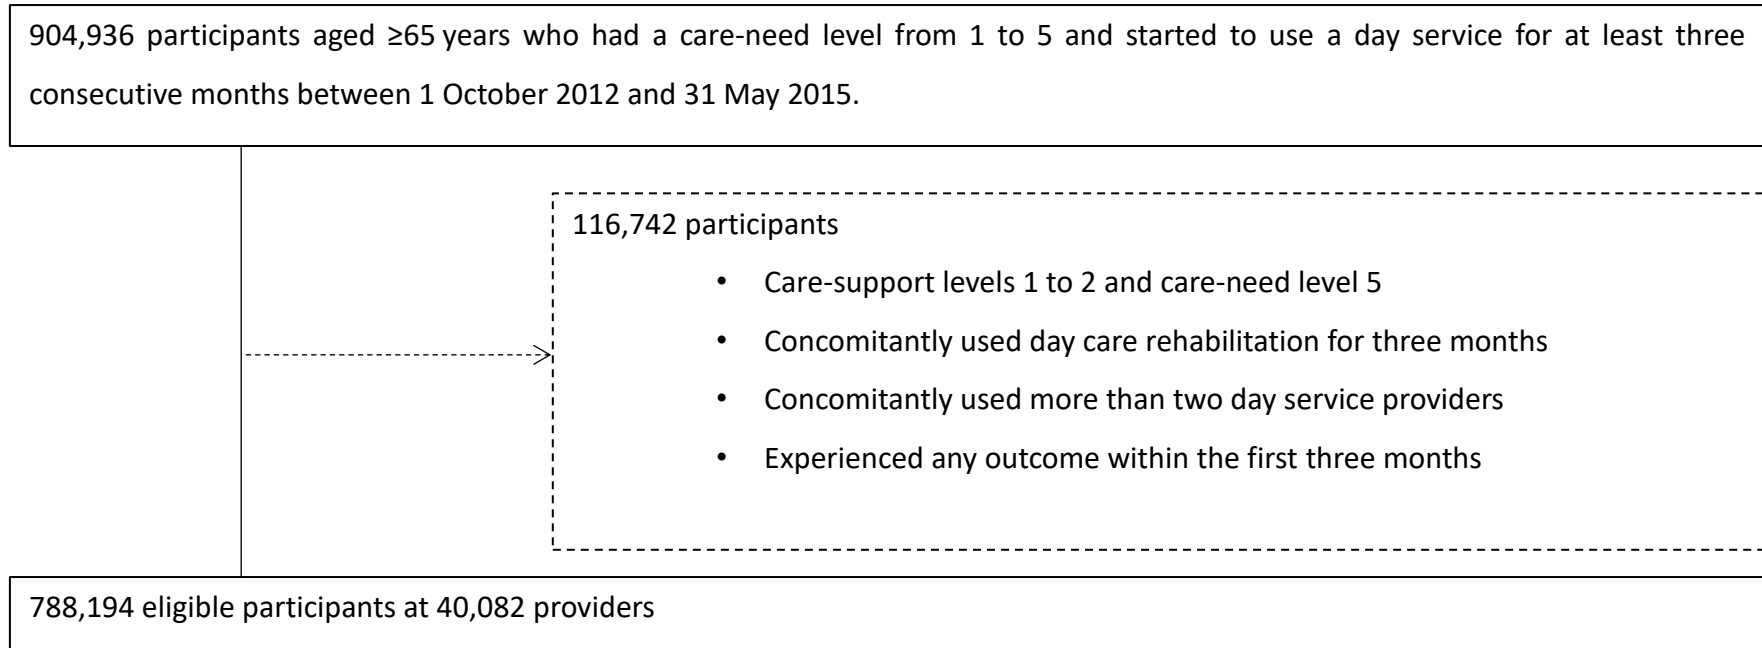 904,936 participants aged ≥65 years who had a care-need level from 1 to 5 and started to use a day service for at least three
consecutive months between 1 October 2012 and 31 May 2015.
116,742 participants
• Care-support levels 1 to 2 and care-need level 5
• Concomitantly used day care rehabilitation for three months
• Concomitantly used more than two day service providers
• Experienced any outcome within the first three months
788,194 eligible participants at 40,082 providers